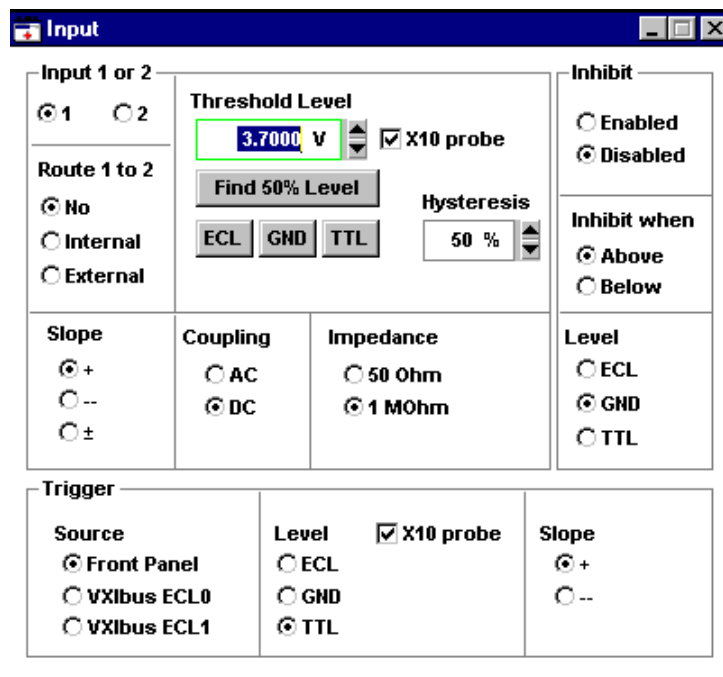 Input
Input 1 or 2
1 2
Route 1 to 2
No
Internal
External
Threshold Level
3.7000 V
X10 probe
Find 50% Level
ECL GND TTL
Hysteresis
50 %
Inhibit
Enabled
Disabled
Inhibit when
Above
Below
Slope
+
--
±
Coupling
AC
DC
Impedance
50 Ohm
1 MOhm
Level
ECL
GND
TTL
Trigger
Source
Front Panel
VXIbus ECL0
VXIbus ECL1
Level
X10 probe
ECL
GND
TTL
Slope
+
--